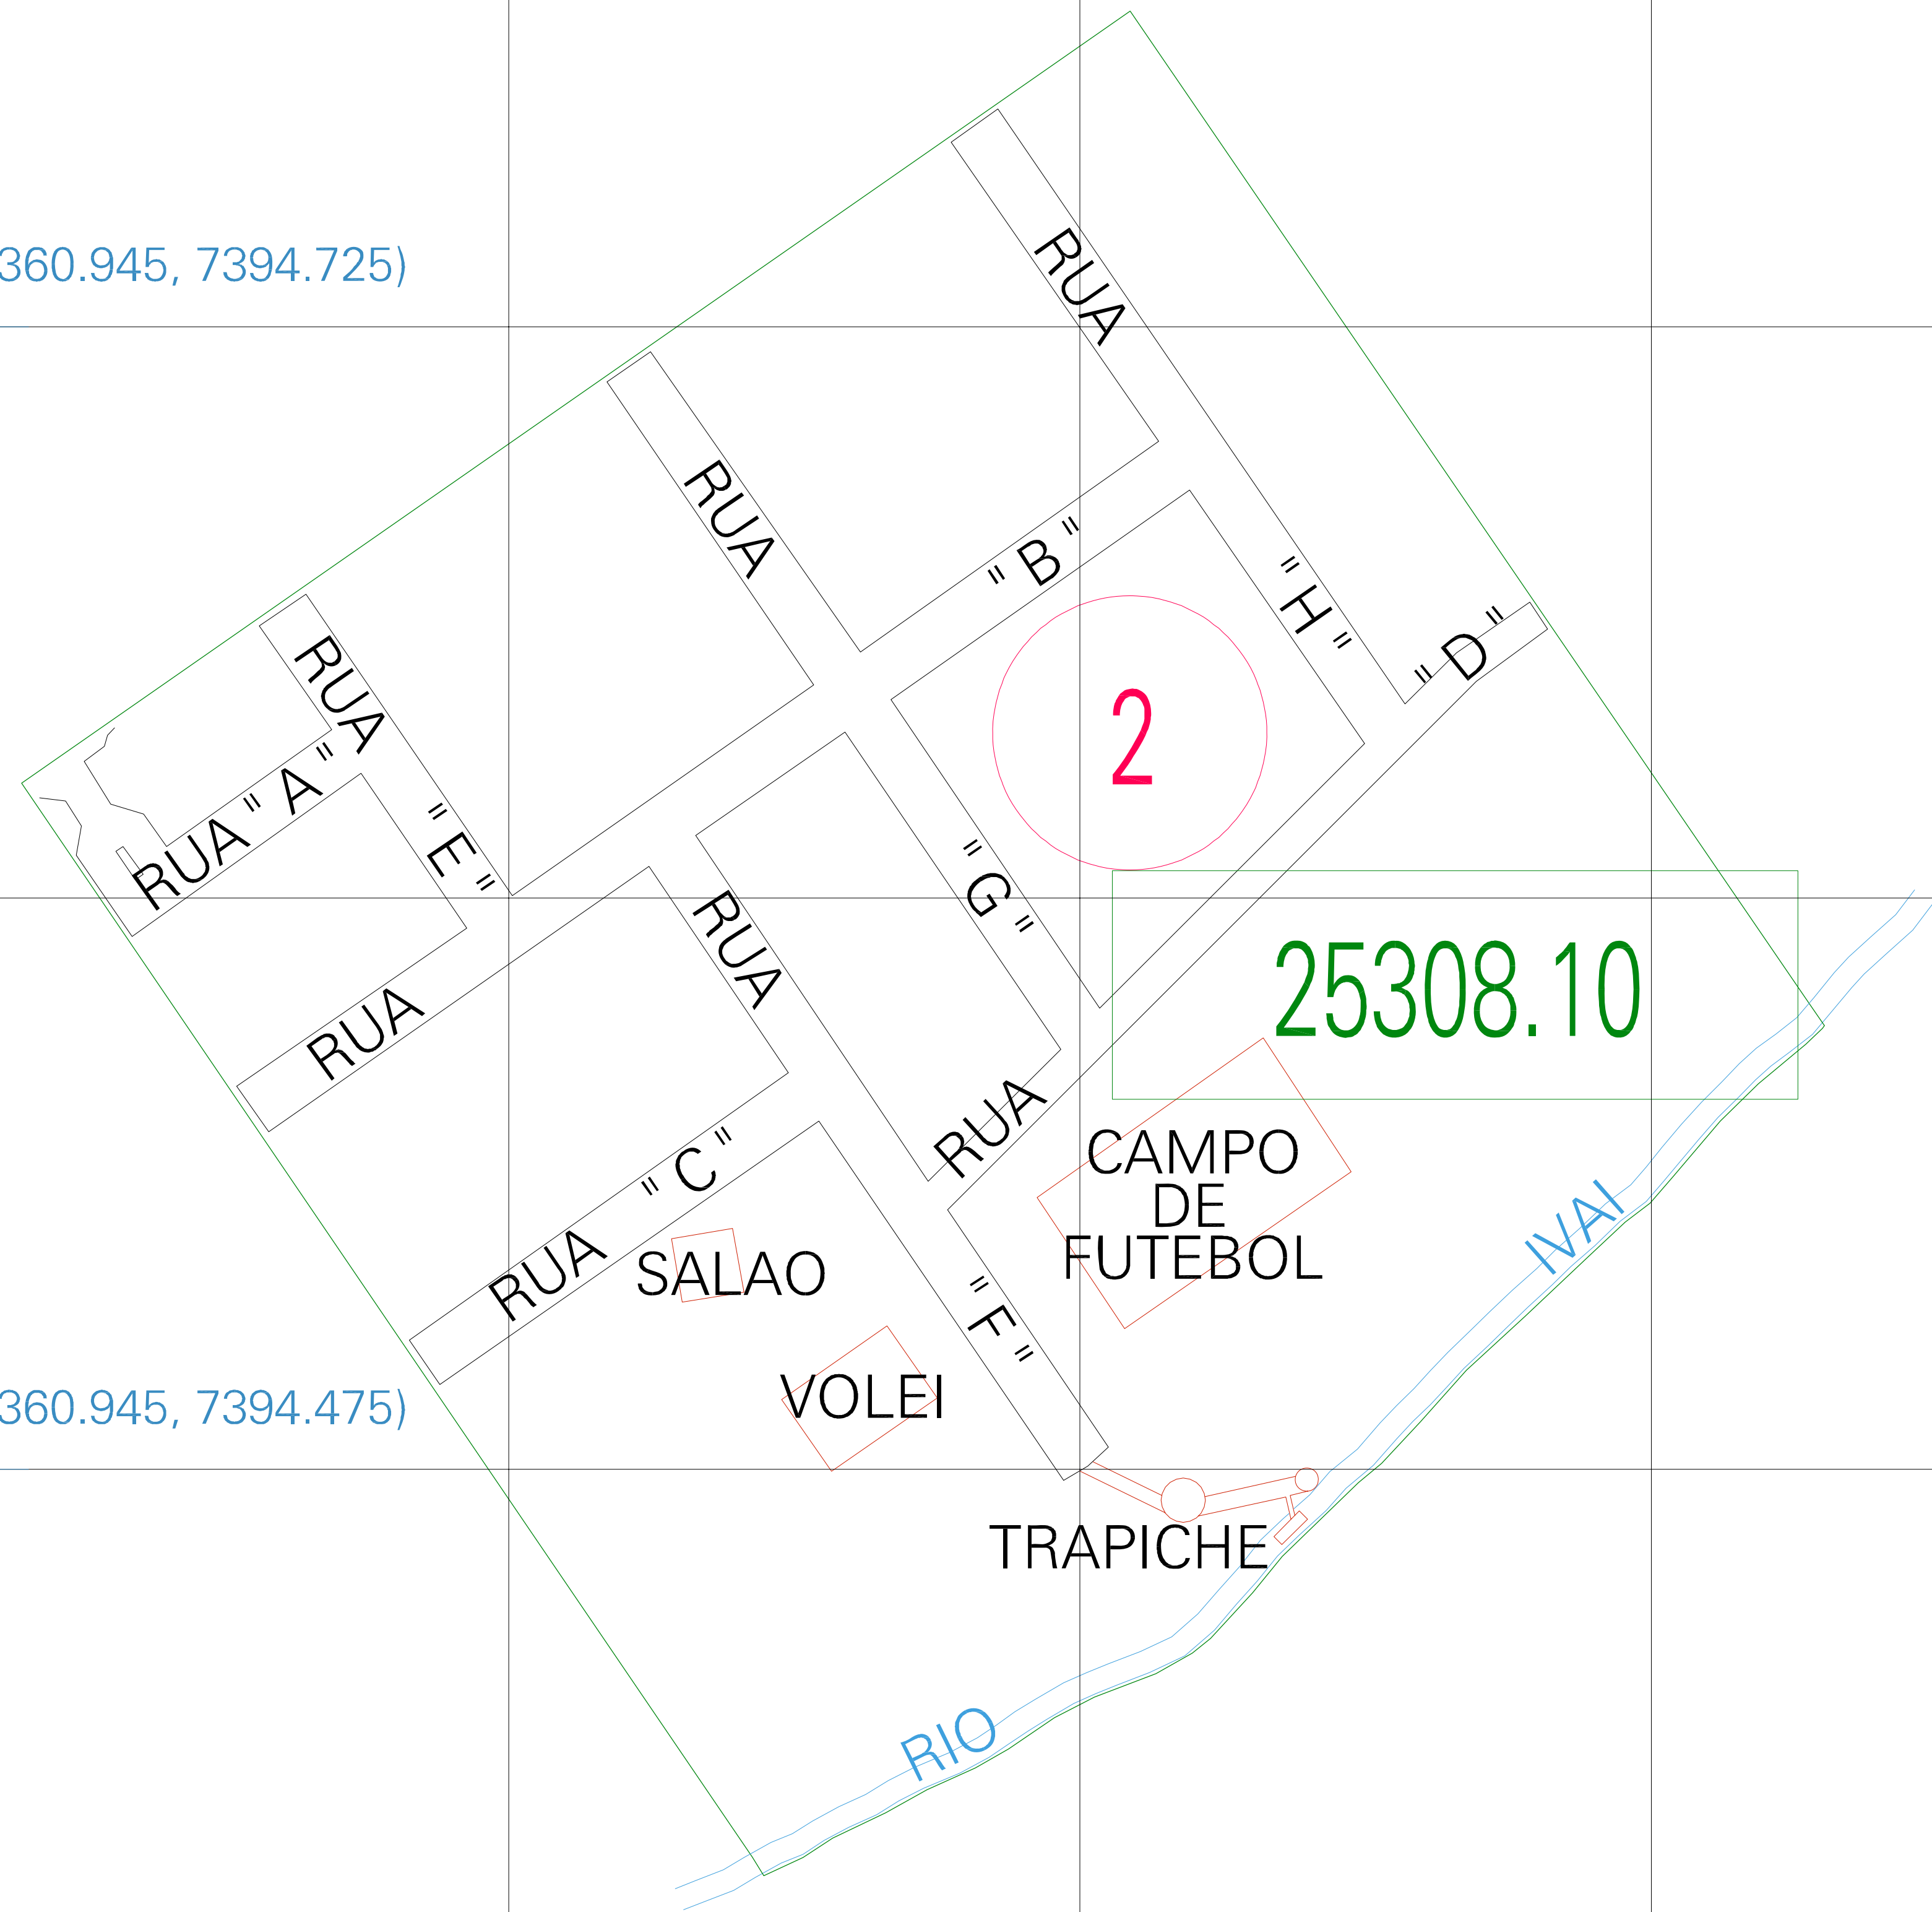 360.945, 7394.725)
RUA
RUA
"B"
"H"
"D"
RUA
RUA "A"
"E"
2
"G"
RUA
25308.10
RUA
RUA
CAMPO
DE
FUTEBOL
RUA "C"
SALAO
"F"
IVAI
360.945, 7394.475)
VOLEI
TRAPICHE
RIO